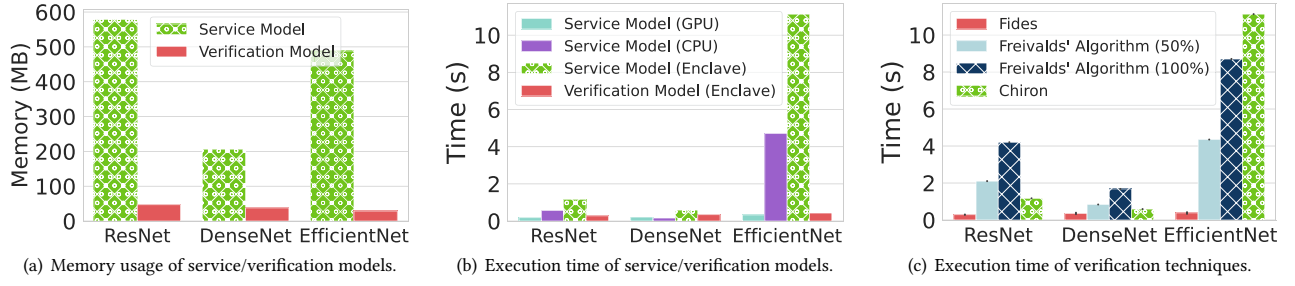 Memory (MB)
600
500
400
300
200
100
0
Service Model
Verification Model
ResNet DenseNet EfficientNet
(a) Memory usage of service/verification models.
Time (s)
10
8
6
4
2
0
Service Model (GPU)
Service Model (CPU)
Service Model (Enclave)
Verification Model (Enclave)
ResNet DenseNet EfficientNet
(b) Execution time of service/verification models.
Time (s)
10
8
6
4
2
0
Fides
Freivalds' Algorithm (50%)
Freivalds' Algorithm (100%)
Chiron
ResNet DenseNet EfficientNet
(c) Execution time of verification techniques.